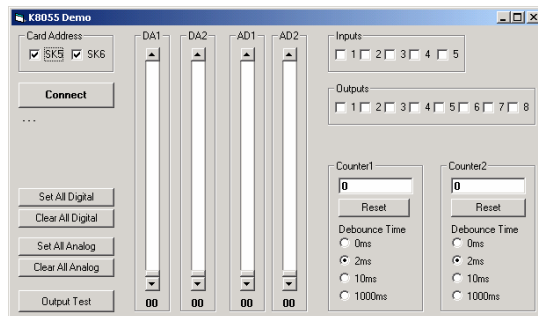 K8055 Demo
Card Address
SK5 SK6
Connect
...
Set All Digital
Clear All Digital
Set All Analog
Clear All Analog
Output Test
DA1 DA2 AD1 AD2
00 00 00 00
Inputs
1 2 3 4 5
Outputs
1 2 3 4 5 6 7 8
Counter1
0
Reset
Debounce Time
0ms
2ms
10ms
1000ms
Counter2
0
Reset
Debounce Time
0ms
2ms
10ms
1000ms